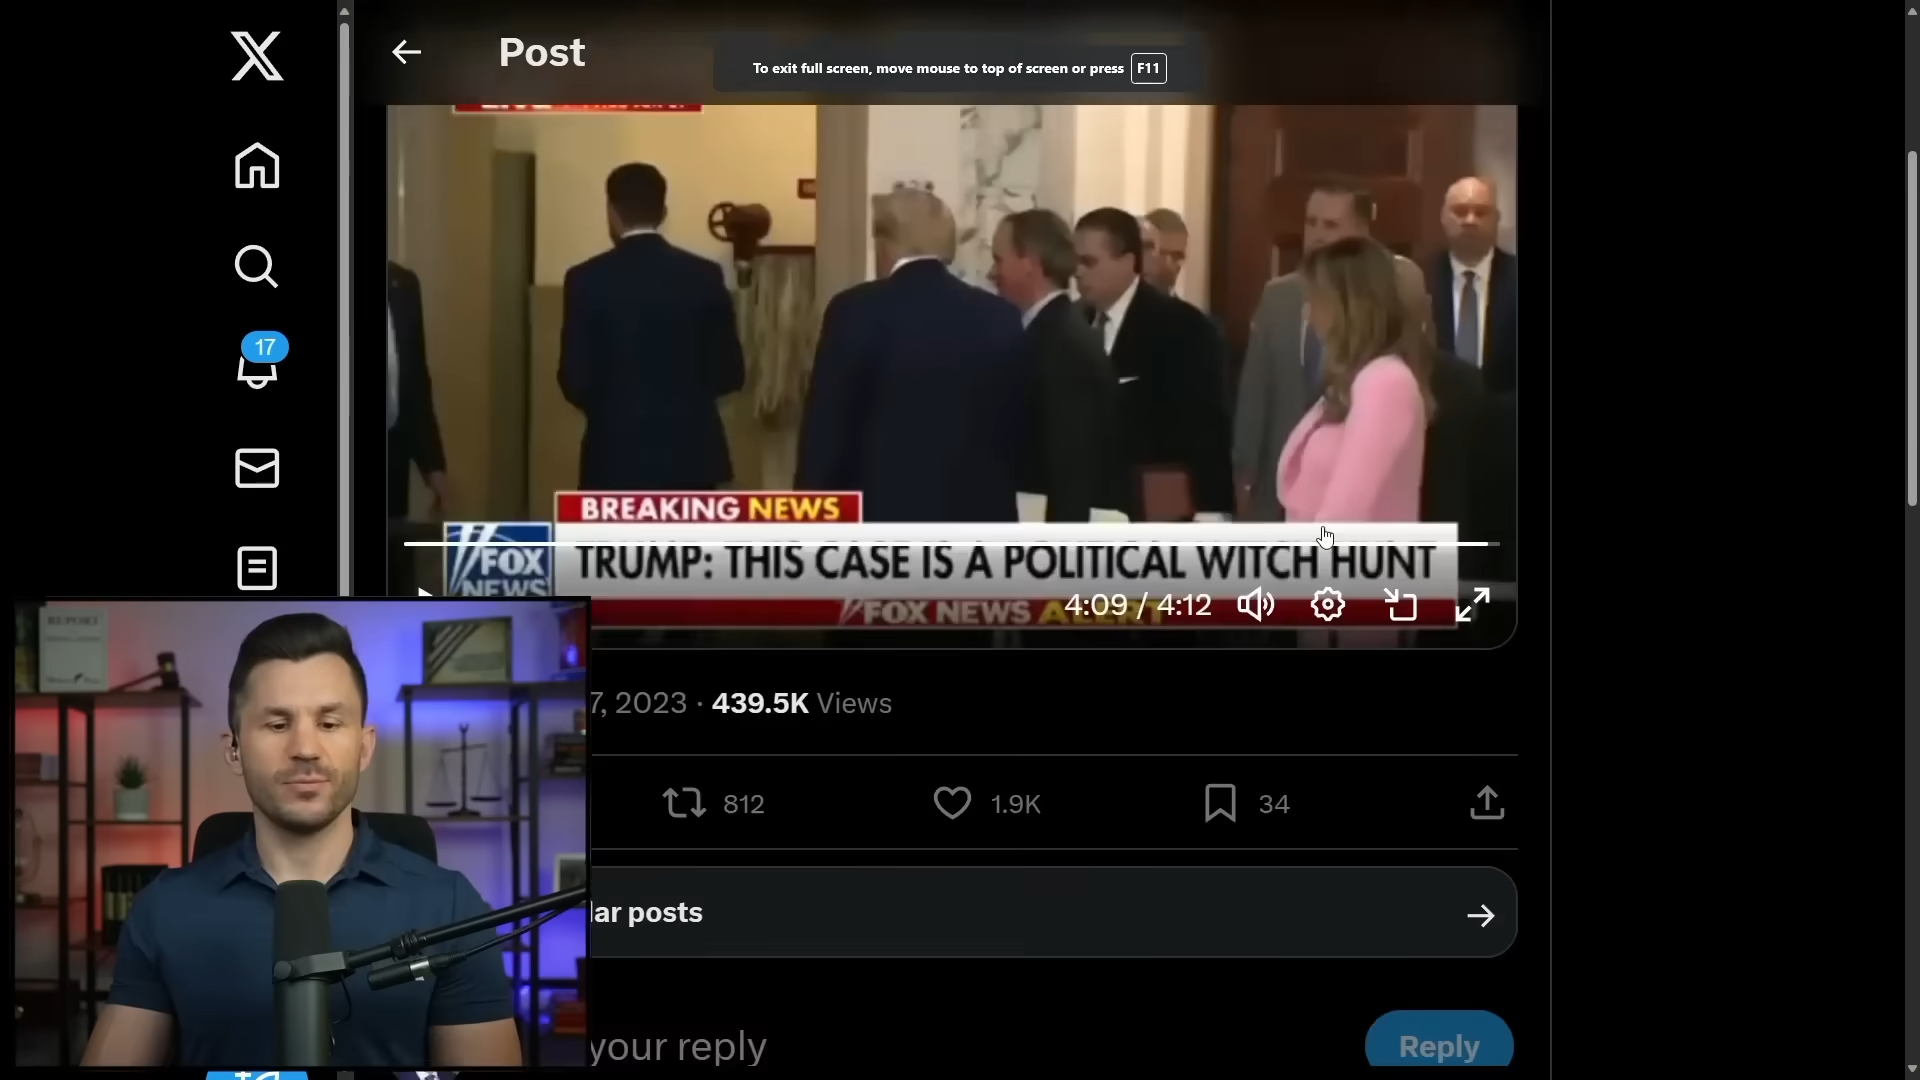 Post
To exit full screen, move mouse to top of screen or press F11
17
BREAKING NEWS
FOX NEWS
TRUMP: THIS CASE IS A POLITICAL WITCH HUNT
FOX NEWS ALERT
4:09 / 4:12
REPORT
7, 2023 · 439.5K Views
812
1.9K
34
lar posts
your reply
Reply